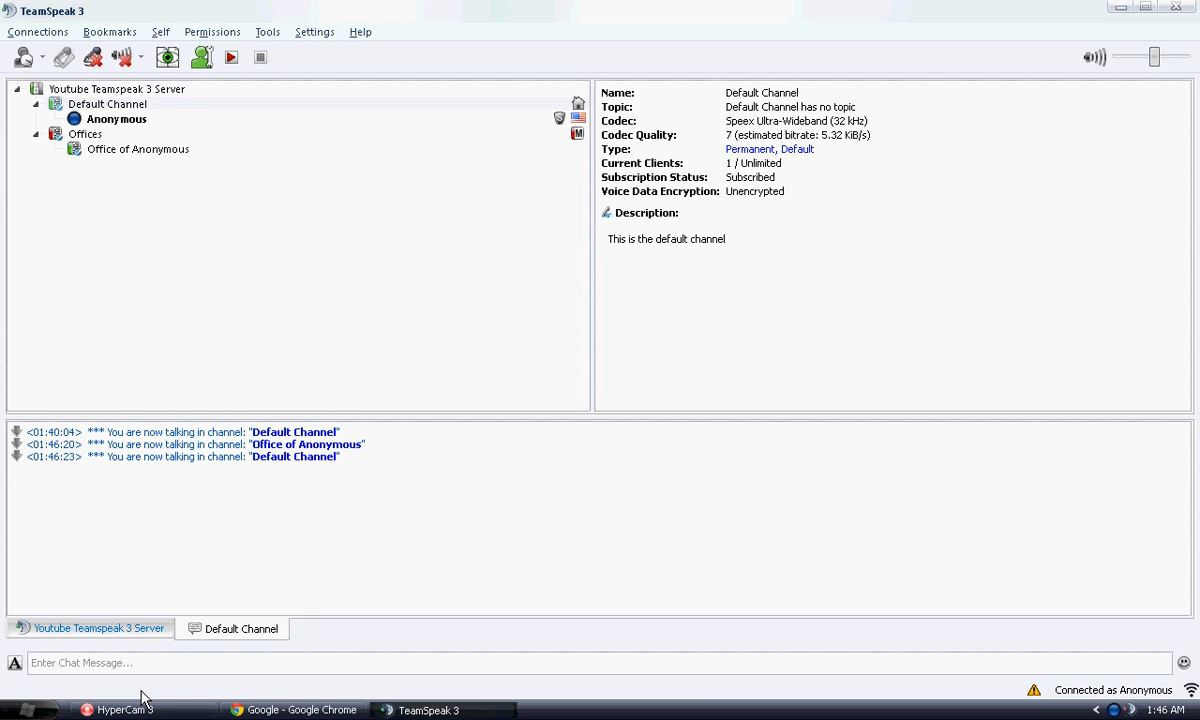 TeamSpeak 3
Connections Bookmarks Self Permissions Tools Settings Help
Youtube Teamspeak 3 Server
Default Channel
Anonymous
Offices
M
Office of Anonymous
Name: Default Channel
Topic: Default Channel has no topic
Codec: Speex Ultra-Wideband (32 kHz)
Codec Quality: 7 (estimated bitrate: 5.32 KiB/s)
Type: Permanent, Default
Current Clients: 1 / Unlimited
Subscription Status: Subscribed
Voice Data Encryption: Unencrypted
Description:
This is the default channel
<01:40:04> *** You are now talking in channel: "Default Channel"
<01:46:20> *** You are now talking in channel: "Office of Anonymous"
<01:46:23> *** You are now talking in channel: "Default Channel"
Youtube Teamspeak 3 Server Default Channel
A Enter Chat Message...
Connected as Anonymous
HyperCam 3 Google - Google Chrome TeamSpeak 3 1:46 AM